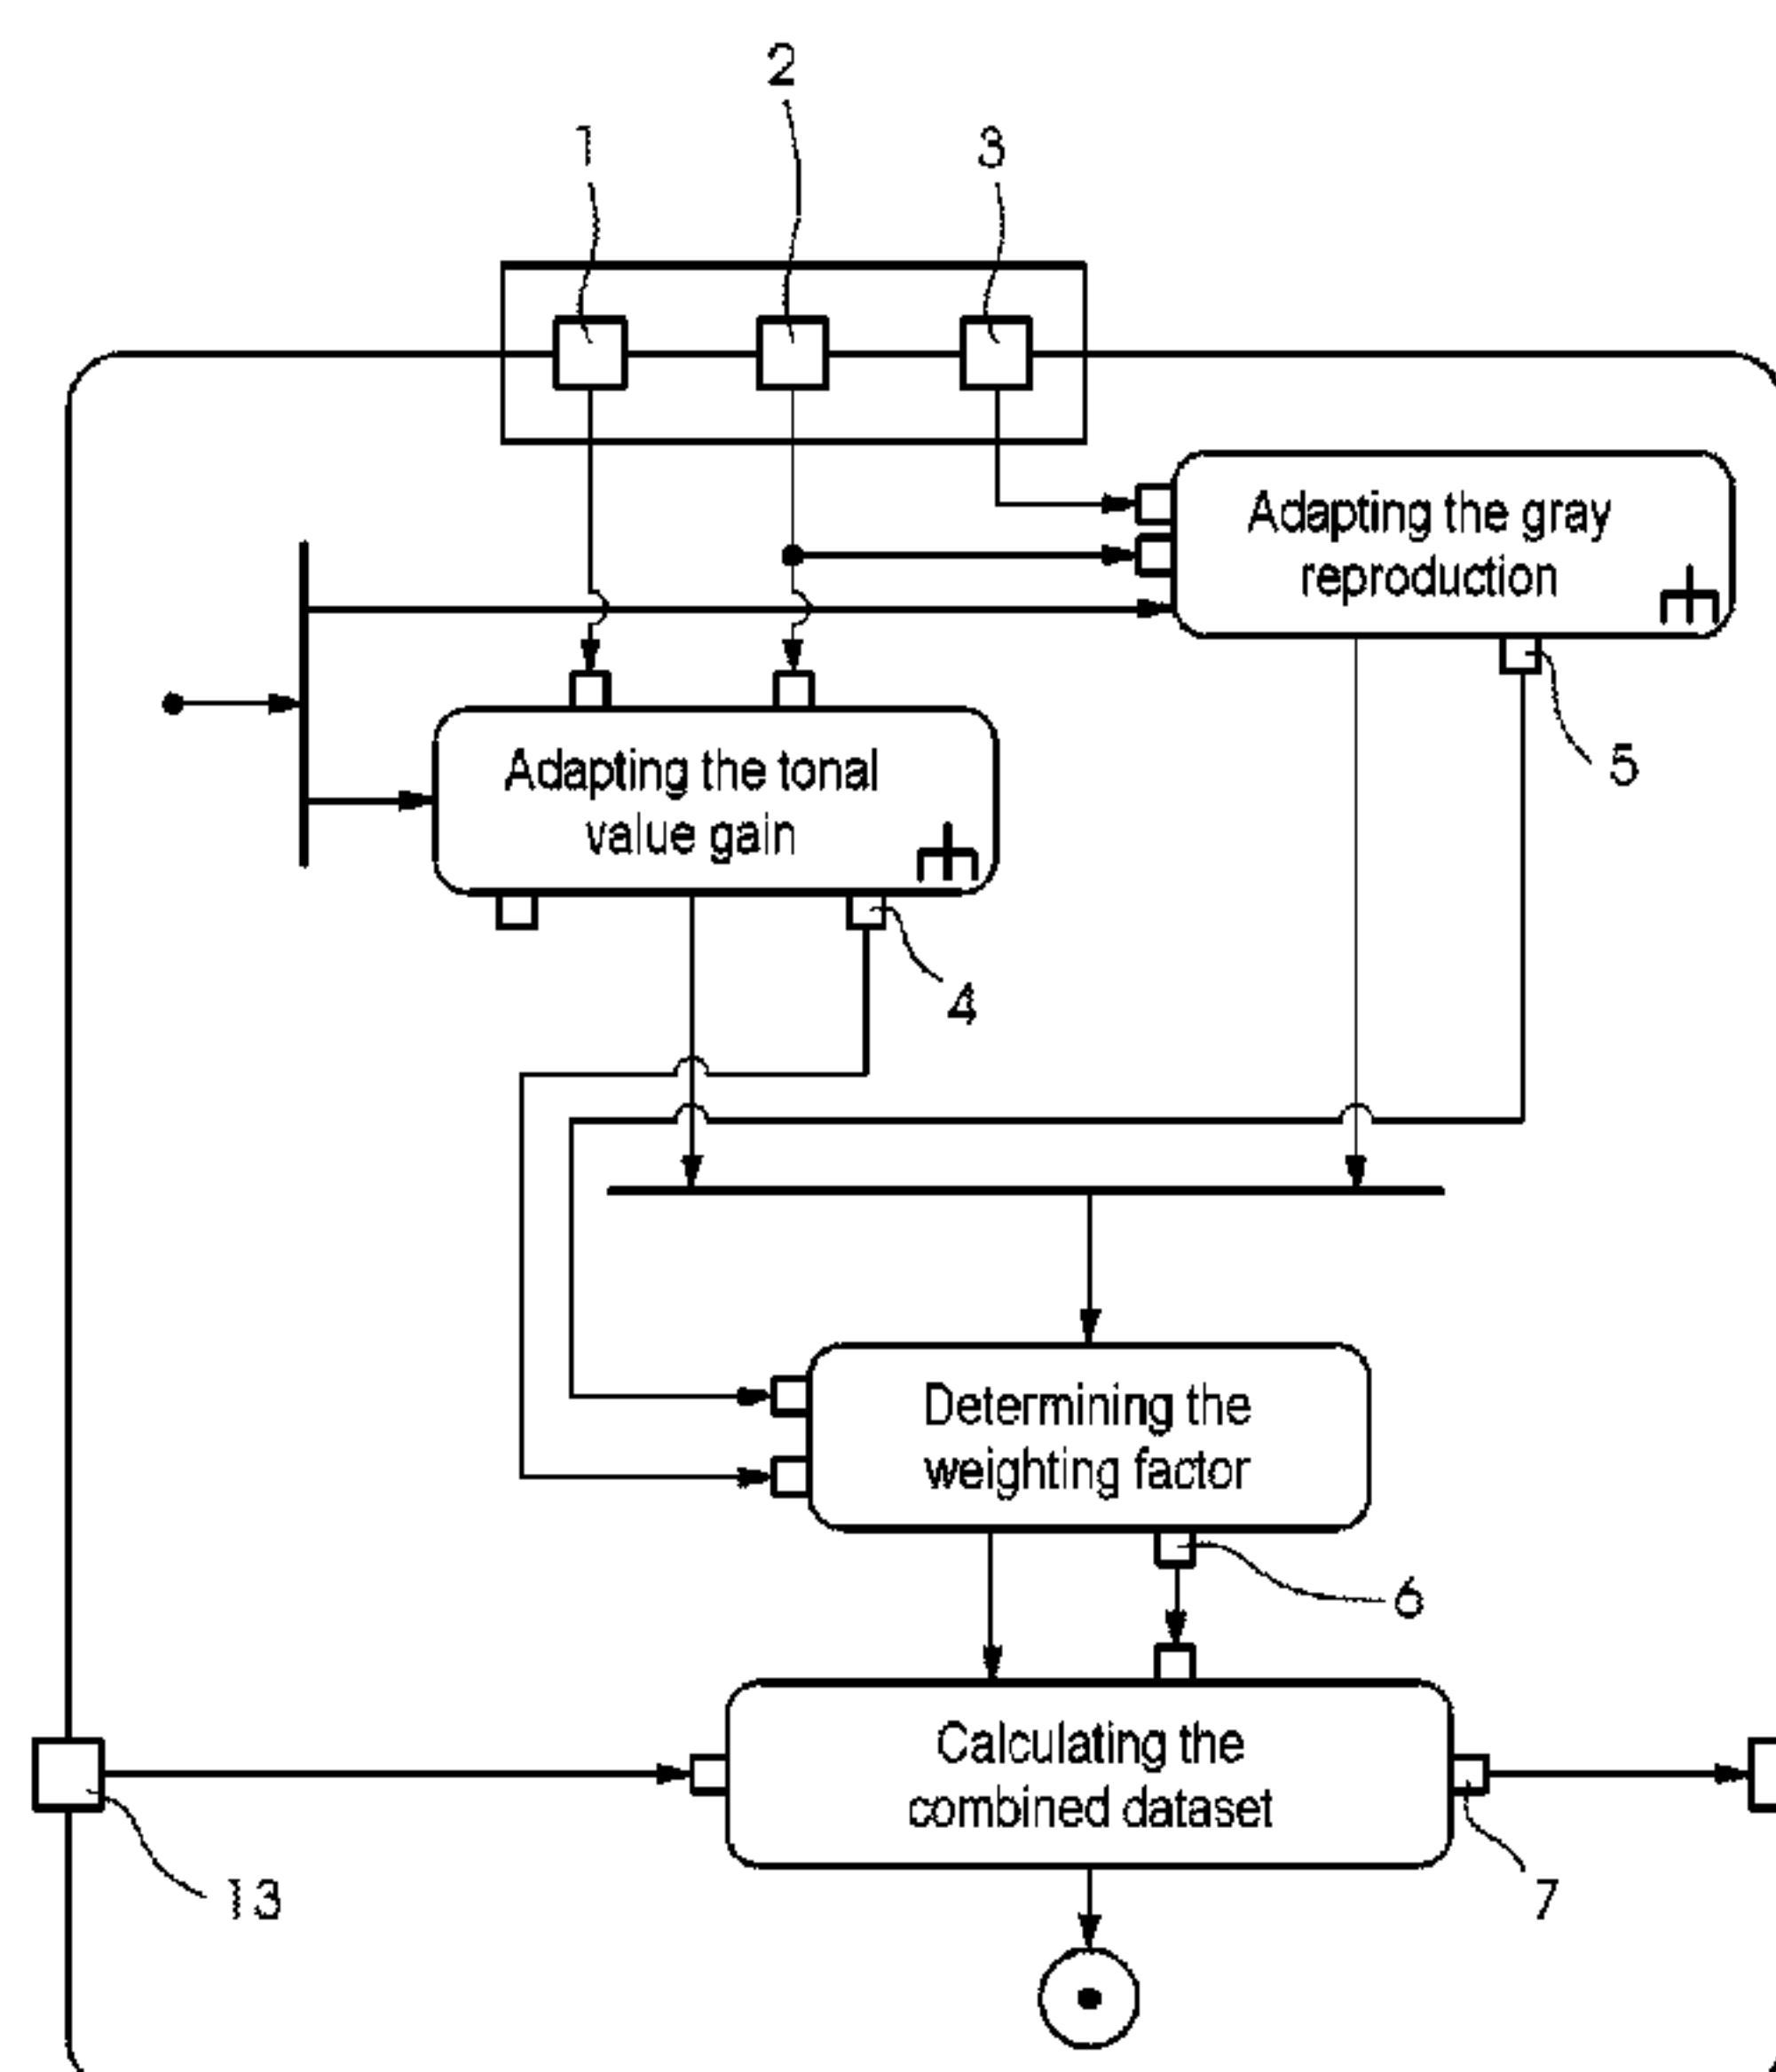 2
1
3
Adapting the gray
reproduction
5
Adapting the tonal
value gain
4
Determining the
weighting factor
6
Calculating the
combined dataset
13
7